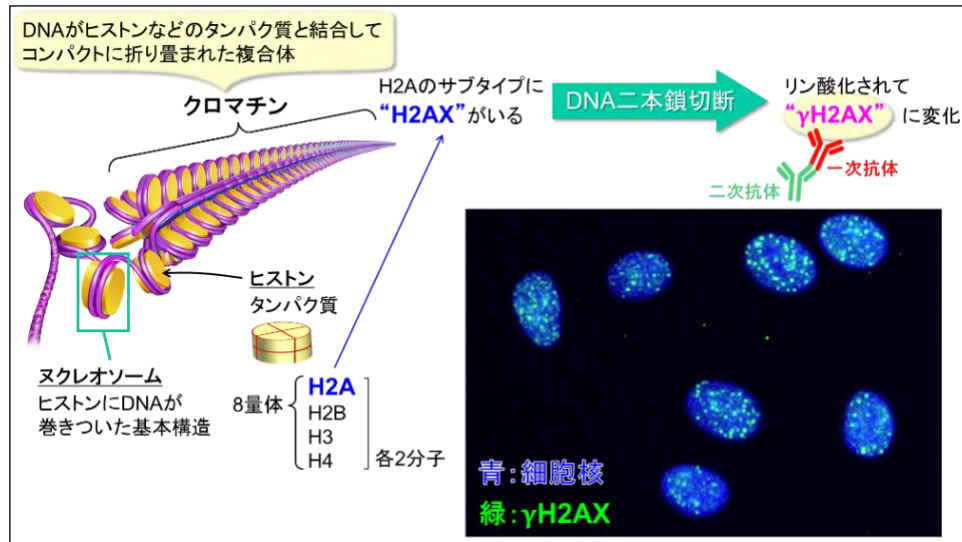 DNAがヒストンなどのタンパク質と結合して
コンパクトに折り畳まれた複合体
クロマチン
H2Aのサブタイプに
“H2AX”がいる
DNA二本鎖切断
リン酸化されて
“γH2AX” に変化
一次抗体
二次抗体
ヒストン
タンパク質
ヌクレオソーム
ヒストンにDNAが
巻きついた基本構造
8量体
H2A
H2B
H3
H4
各2分子
青：細胞核
緑：γH2AX